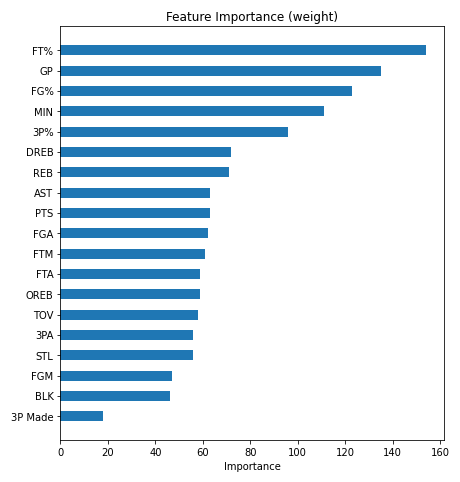 Feature Importance (weight)
FT%
GP
FG%
MIN
3P%
DREB
REB
AST
PTS
FGA
FTM
FTA
OREB
TOV
3PA
STL
FGM
BLK
3P Made
0 20 40 60 80 100 120 140 160
Importance